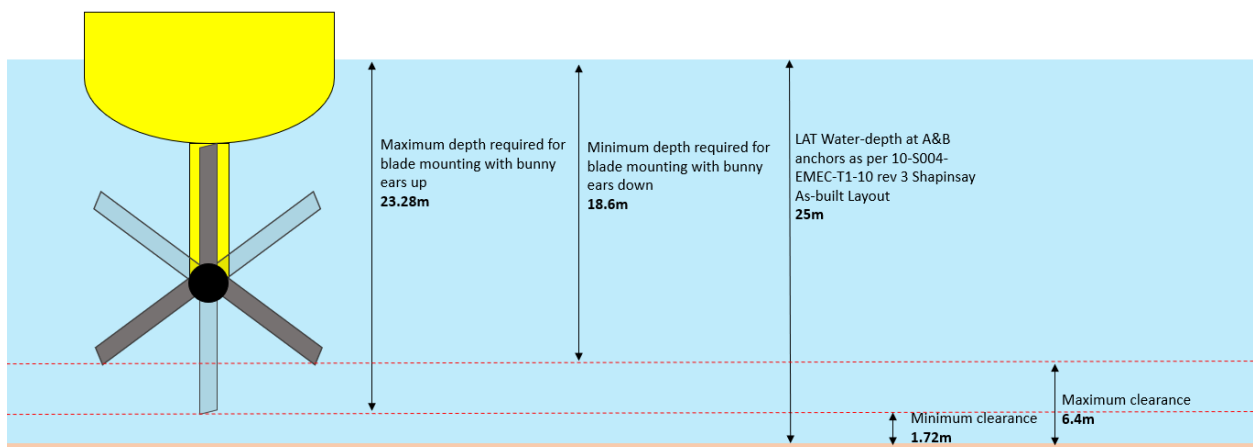 Maximum depth required for
blade mounting with bunny
ears up
23.28m
Minimum depth required for
blade mounting with bunny
ears down
18.6m
LAT Water-depth at A&B
anchors as per 10-S004-
EMEC-T1-10 rev 3 Shapinsay
As-built Layout
25m
Minimum clearance
1.72m
Maximum clearance
6.4m